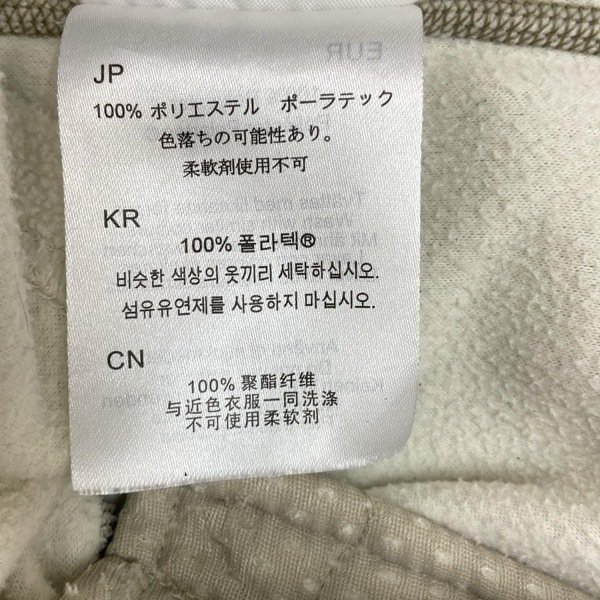 JP
100% ポリエステル　ポーラテック
色落ちの可能性あり。
柔軟剤使用不可
KR
100% 폴라텍®
비슷한 색상의 옷끼리 세탁하십시오.
섬유유연제를 사용하지 마십시오.
CN
100% 聚酯纤维
与近色衣服一同洗涤
不可使用柔软剂
EUR